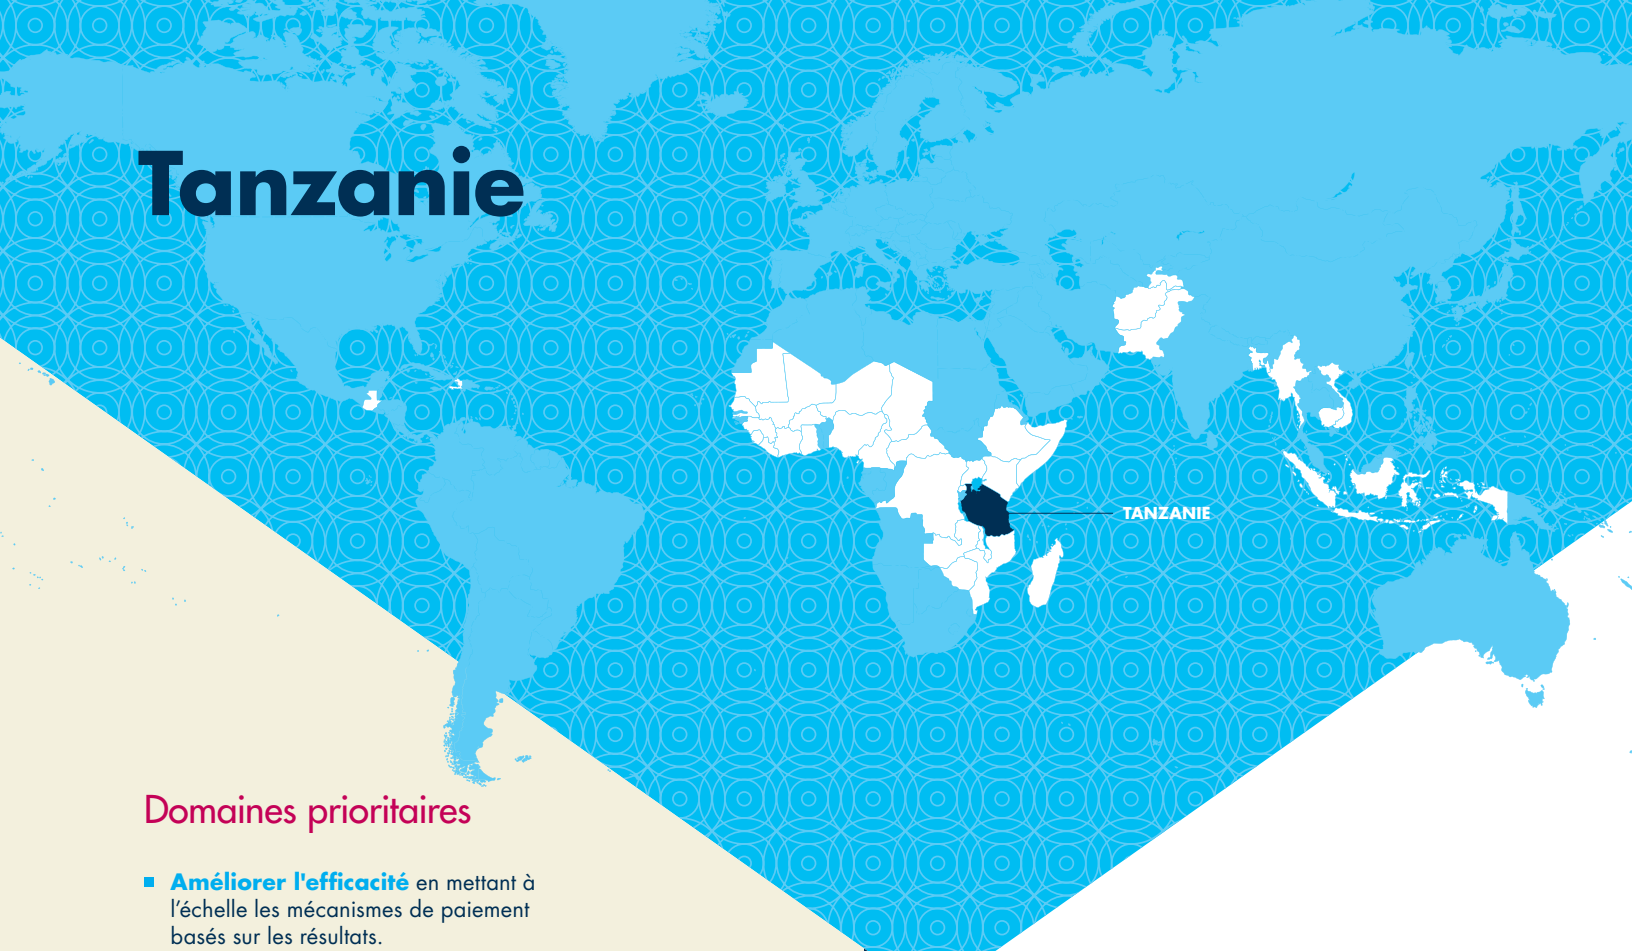 Tanzanie
TANZANIE
Domaines prioritaires
Améliorer l'efficacité en mettant à
l’échelle les mécanismes de paiement
basés sur les résultats.